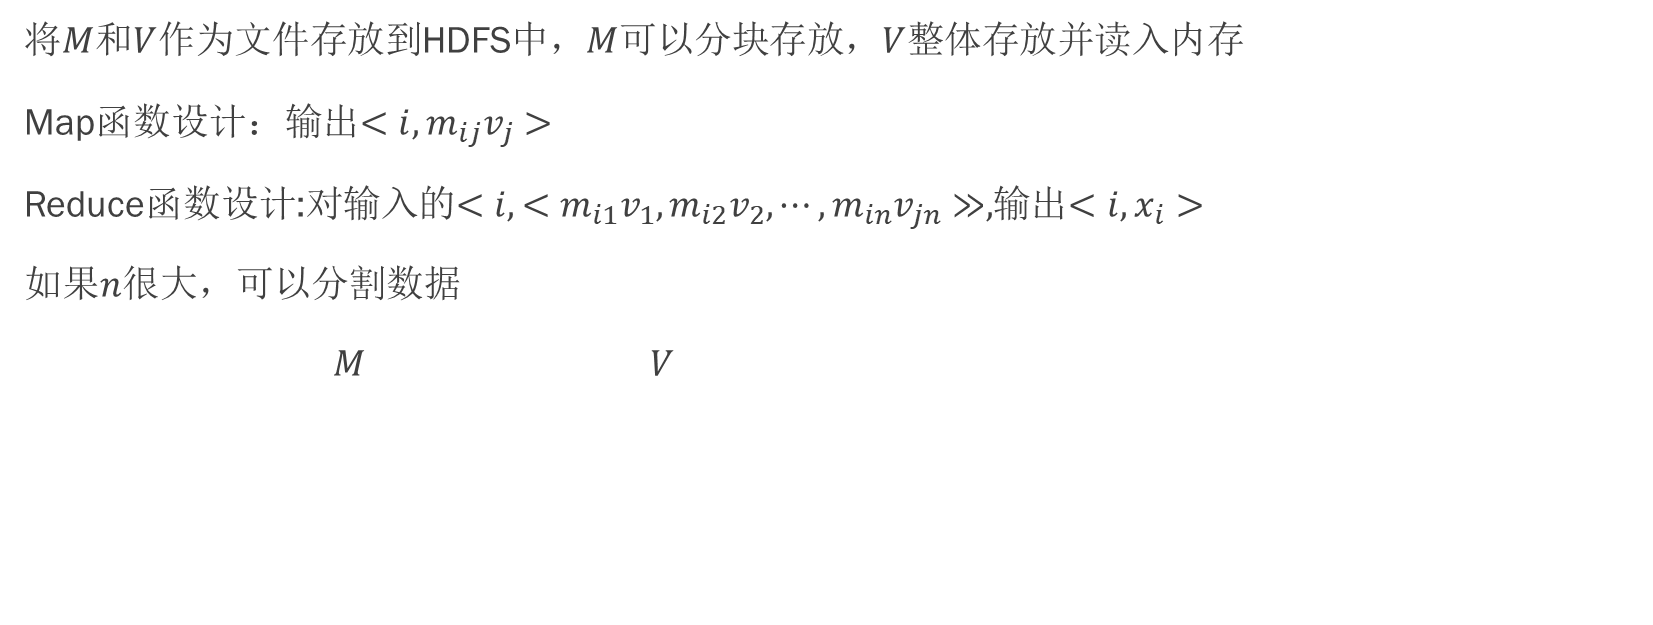 将M和V作为文件存放到HDFS中，M可以分块存放，V整体存放并读入内存
Map函数设计：输出< i, m_{ij}v_j >
Reduce函数设计:对输入的< i, < m_{i1}v_1, m_{i2}v_2, ⋯ , m_{in}v_{jn} ≫,输出< i, x_i >
如果n很大，可以分割数据
M V